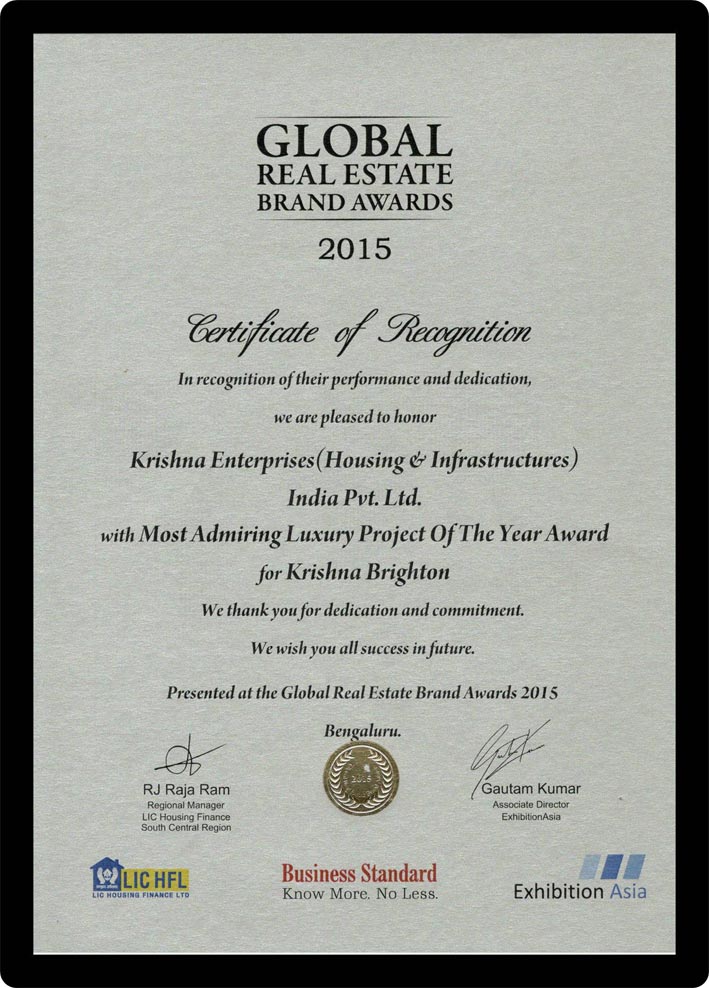 GLOBAL
REAL ESTATE
BRAND AWARDS
2015
Certificate of Recognition
In recognition of their performance and dedication,
we are pleased to honor
Krishna Enterprises(Housing & Infrastructures)
India Pvt. Ltd.
with Most Admiring Luxury Project Of The Year Award
for Krishna Brighton
We thank you for dedication and commitment.
We wish you all success in future.
Presented at the Global Real Estate Brand Awards 2015
Bengaluru.
2015
RJ Raja Ram
Regional Manager
LIC Housing Finance
South Central Region
Gautam Kumar
Associate Director
ExhibitionAsia
LIC HFL
LIC HOUSING FINANCE LTD
Business Standard
Know More. No Less.
Exhibition Asia